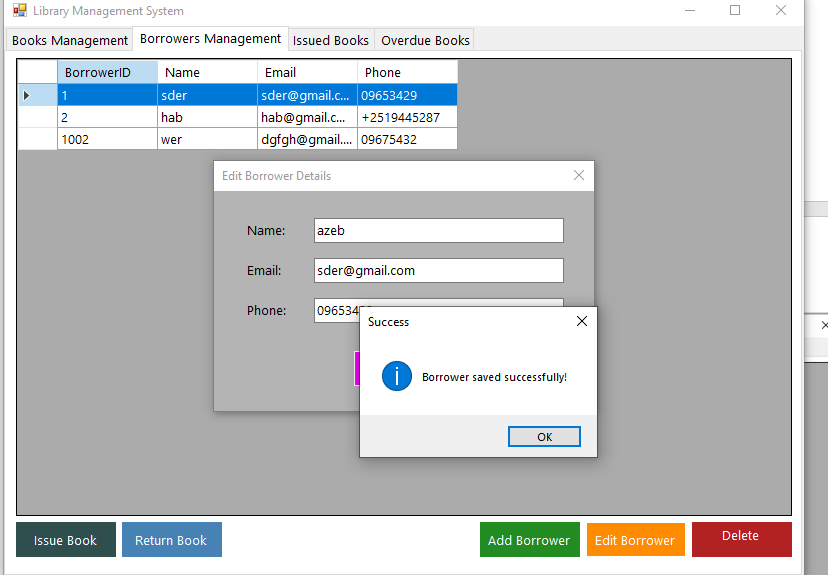 Library Management System
Books Management Borrowers Management Issued Books Overdue Books
BorrowerID Name Email Phone
1 sder sder@gmail.c... 09653429
2 hab hab@gmail.c... +2519445287
1002 wer dgfgh@gmail.... 09675432
Edit Borrower Details
Name: azeb
Email: sder@gmail.com
Phone:
Success
Borrower saved successfully!
OK
Issue Book Return Book Add Borrower Edit Borrower Delete